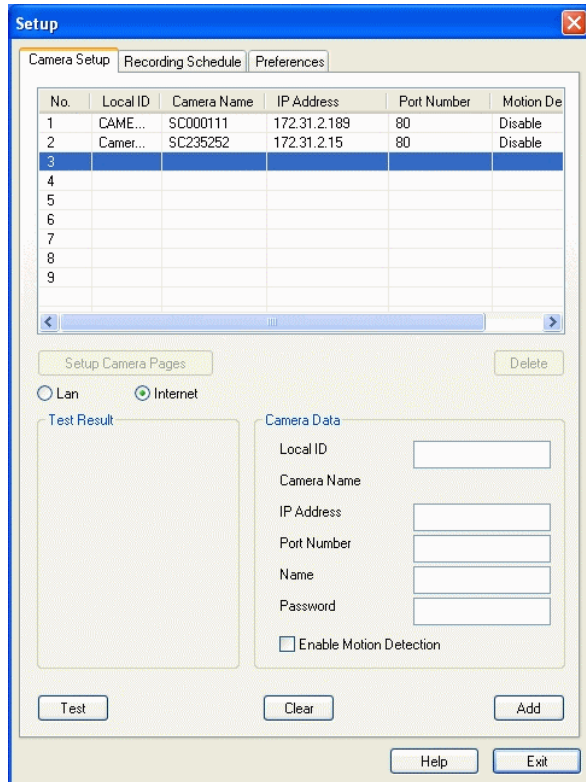 Setup
Camera Setup Recording Schedule Preferences
No. Local ID Camera Name IP Address Port Number Motion De
1 CAME... SC000111 172.31.2.189 80 Disable
2 Camer... SC235252 172.31.2.15 80 Disable
3
4
5
6
7
8
9
Setup Camera Pages Delete
Lan Internet
Test Result
Camera Data
Local ID
Camera Name
IP Address
Port Number
Name
Password
Enable Motion Detection
Test Clear Add
Help Exit